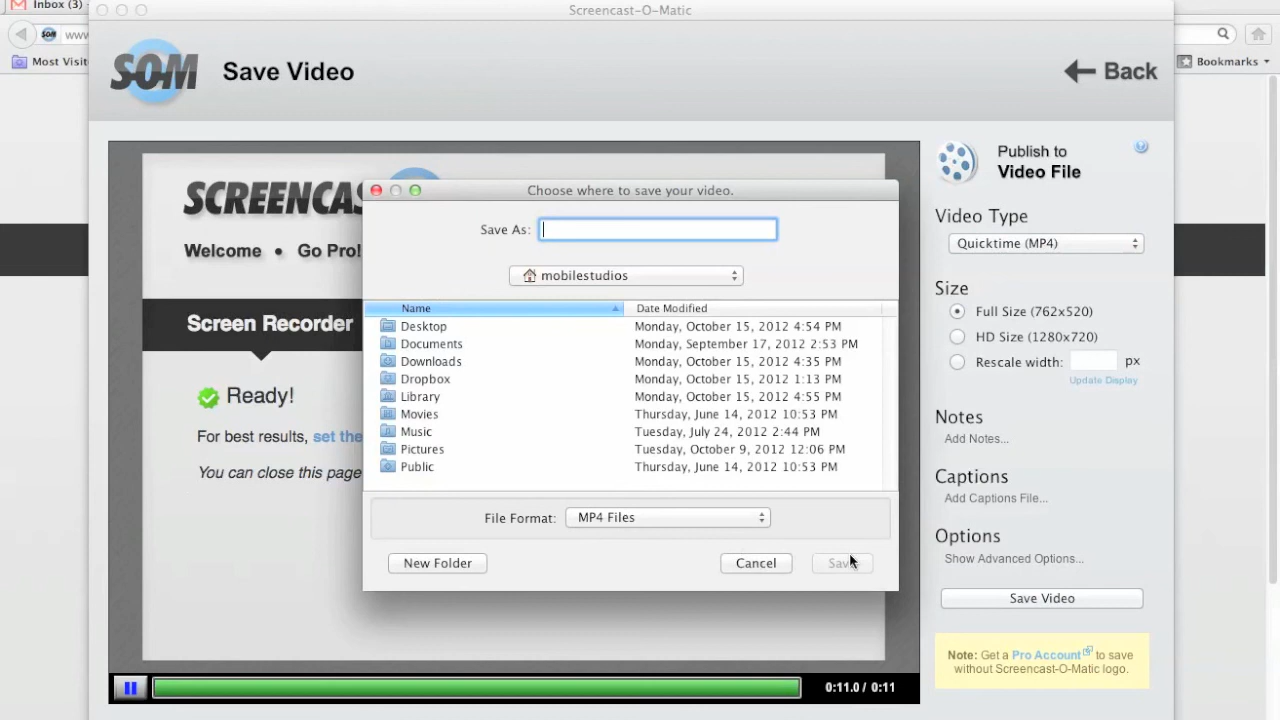 Inbox (3)
Screencast-O-Matic
www
Most Visit
Bookmarks
SOM
Save Video
Back
SCREENCAS
Welcome • Go Pro!
Screen Recorder
Ready!
For best results, set the
You can close this page
Choose where to save your video.
Save As:
mobilestudios
Name Date Modified
Desktop Monday, October 15, 2012 4:54 PM
Documents Monday, September 17, 2012 2:53 PM
Downloads Monday, October 15, 2012 4:35 PM
Dropbox Monday, October 15, 2012 1:13 PM
Library Monday, October 15, 2012 4:55 PM
Movies Thursday, June 14, 2012 10:53 PM
Music Tuesday, July 24, 2012 2:44 PM
Pictures Tuesday, October 9, 2012 12:06 PM
Public Thursday, June 14, 2012 10:53 PM
File Format: MP4 Files
New Folder
Cancel
Save
Publish to
Video File
Video Type
Quicktime (MP4)
Size
Full Size (762x520)
HD Size (1280x720)
Rescale width: px
Update Display
Notes
Add Notes...
Captions
Add Captions File...
Options
Show Advanced Options...
Save Video
Note: Get a Pro Account to save
without Screencast-O-Matic logo.
0:11.0 / 0:11